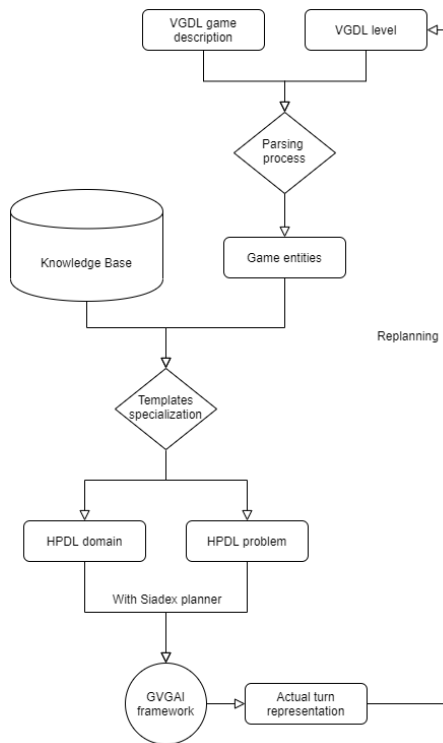 VGDL game
description
VGDL level
Parsing
process
Knowledge Base
Game entities
Replanning
Templates
specialization
HPDL domain
HPDL problem
With Siadex planner
GVGAI
framework
Actual turn
representation